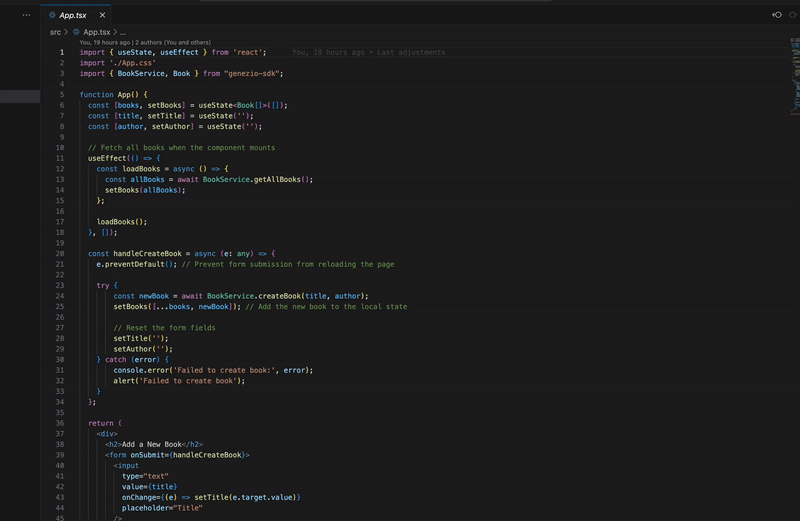 App.tsx
src > App.tsx > ...
You, 19 hours ago | 2 authors (You and others)
1 import { useState, useEffect } from 'react'; You, 19 hours ago • Last adjustments
2 import './App.css'
3 import { BookService, Book } from "genezio-sdk";
4
5 function App() {
6 const [books, setBooks] = useState<Book[]>([]);
7 const [title, setTitle] = useState('');
8 const [author, setAuthor] = useState('');
9
10 // Fetch all books when the component mounts
11 useEffect(() => {
12 const loadBooks = async () => {
13 const allBooks = await BookService.getAllBooks();
14 setBooks(allBooks);
15 };
16
17 loadBooks();
18 }, []);
19
20 const handleCreateBook = async (e: any) => {
21 e.preventDefault(); // Prevent form submission from reloading the page
22
23 try {
24 const newBook = await BookService.createBook(title, author);
25 setBooks([...books, newBook]); // Add the new book to the local state
26
27 // Reset the form fields
28 setTitle('');
29 setAuthor('');
30 } catch (error) {
31 console.error('Failed to create book:', error);
32 alert('Failed to create book');
33 }
34 };
35
36 return (
37 <div>
38 <h2>Add a New Book</h2>
39 <form onSubmit={handleCreateBook}>
40 <input
41 type="text"
42 value={title}
43 onChange={(e) => setTitle(e.target.value)}
44 placeholder="Title"
45 />